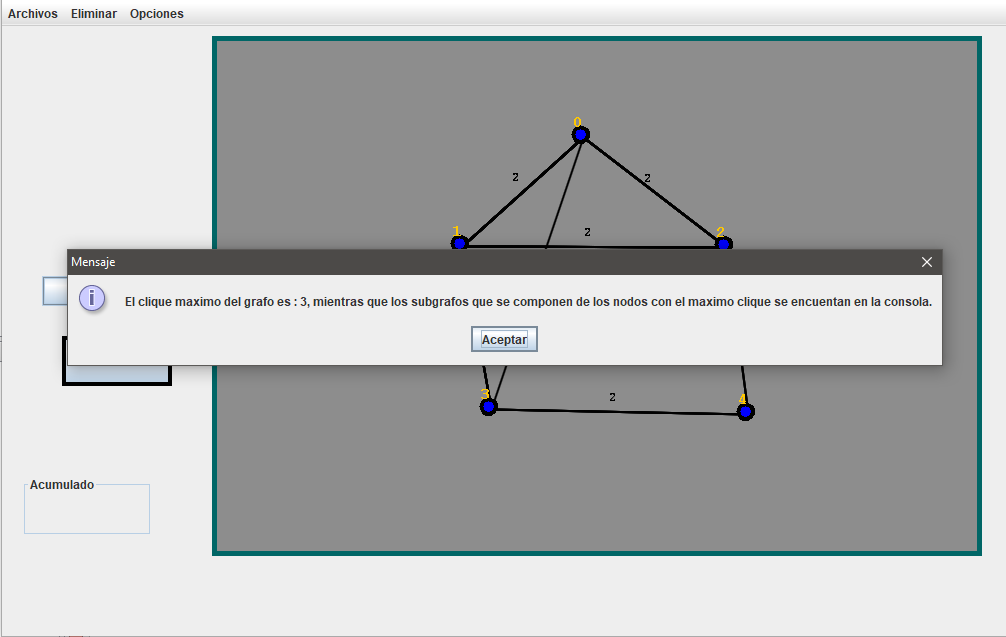 Archivos Eliminar Opciones
0
2 2
1 2 2
Mensaje
El clique maximo del grafo es : 3, mientras que los subgrafos que se componen de los nodos con el maximo clique se encuentan en la consola.
Aceptar
3 2 4
Acumulado